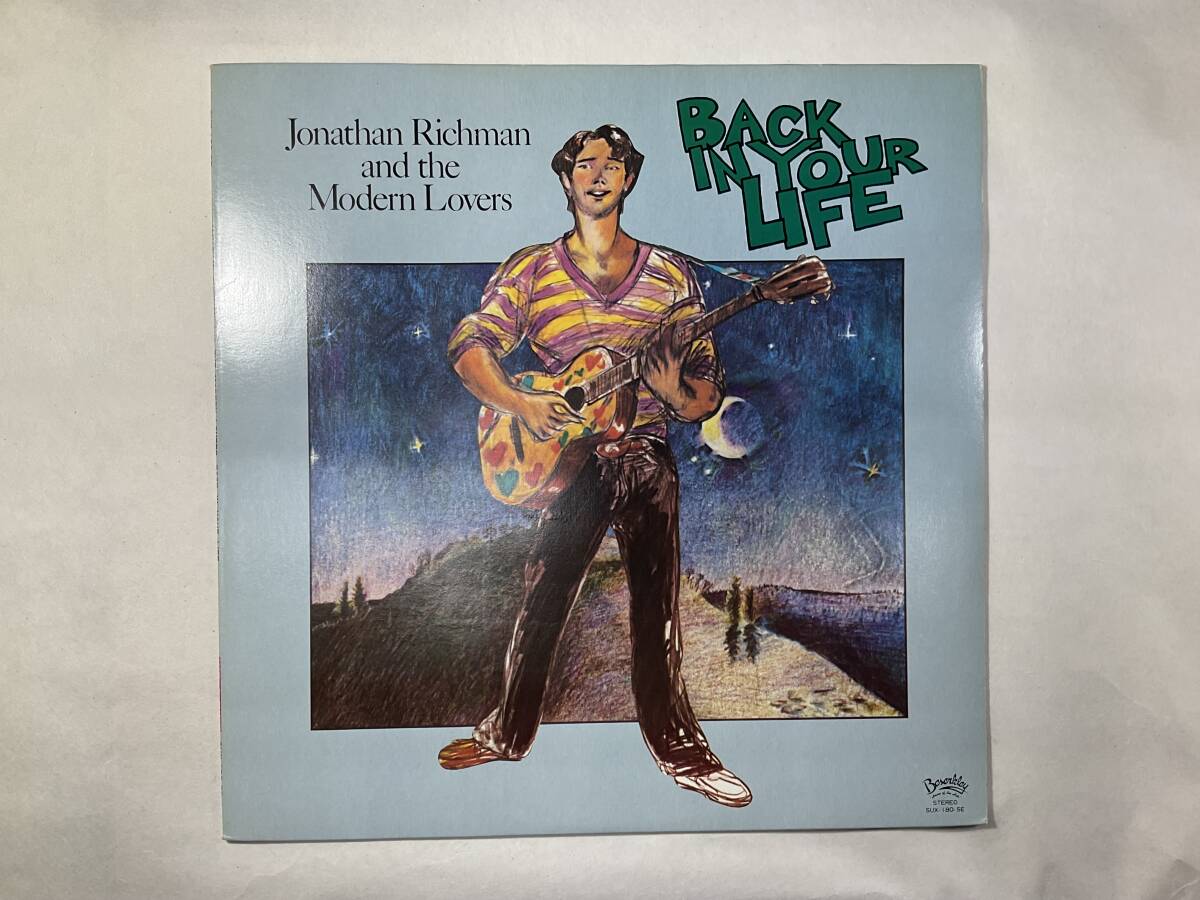 Jonathan Richman
and the
Modern Lovers
BACK
IN YOUR
LIFE
Beserkley
STEREO
SUX-180-SE